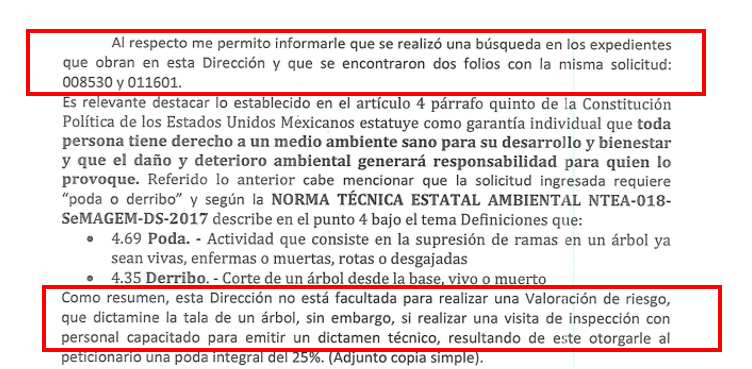 Al respecto me permito informarle que se realizó una búsqueda en los expedientes
que obran en esta Dirección y que se encontraron dos folios con la misma solicitud:
008530 y 011601.
Es relevante destacar lo establecido en el artículo 4 párrafo quinto de la Constitución
Política de los Estados Unidos Mexicanos estatuye como garantía individual que toda
persona tiene derecho a un medio ambiente sano para su desarrollo y bienestar
y que el daño y deterioro ambiental generará responsabilidad para quien lo
provoque. Referido lo anterior cabe mencionar que la solicitud ingresada requiere
"poda o derribo" y según la NORMA TÉCNICA ESTATAL AMBIENTAL NTEA-018-
SeMAGEM-DS-2017 describe en el punto 4 bajo el tema Definiciones que:
• 4.69 Poda. - Actividad que consiste en la supresión de ramas en un árbol ya
sean vivas, enfermas o muertas, rotas o desgajadas
• 4.35 Derribo. - Corte de un árbol desde la base, vivo o muerto
Como resumen, esta Dirección no está facultada para realizar una Valoración de riesgo,
que dictamine la tala de un árbol, sin embargo, si realizar una visita de inspección con
personal capacitado para emitir un dictamen técnico, resultando de este otorgarle al
peticionario una poda integral del 25%. (Adjunto copia simple).